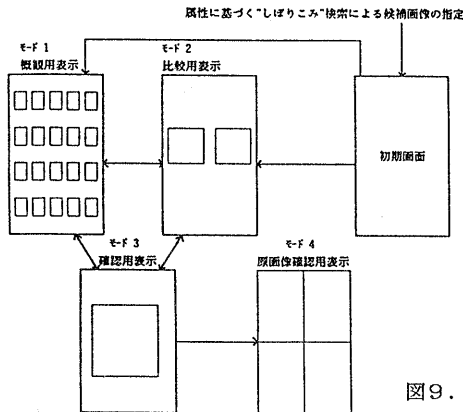 属性に基づく"しぼりこみ"検索による候補画像の指定
モード 1
概観用表示
モード 2
比較用表示
初期画面
モード 3
確認用表示
モード 4
原画像確認用表示
図9.